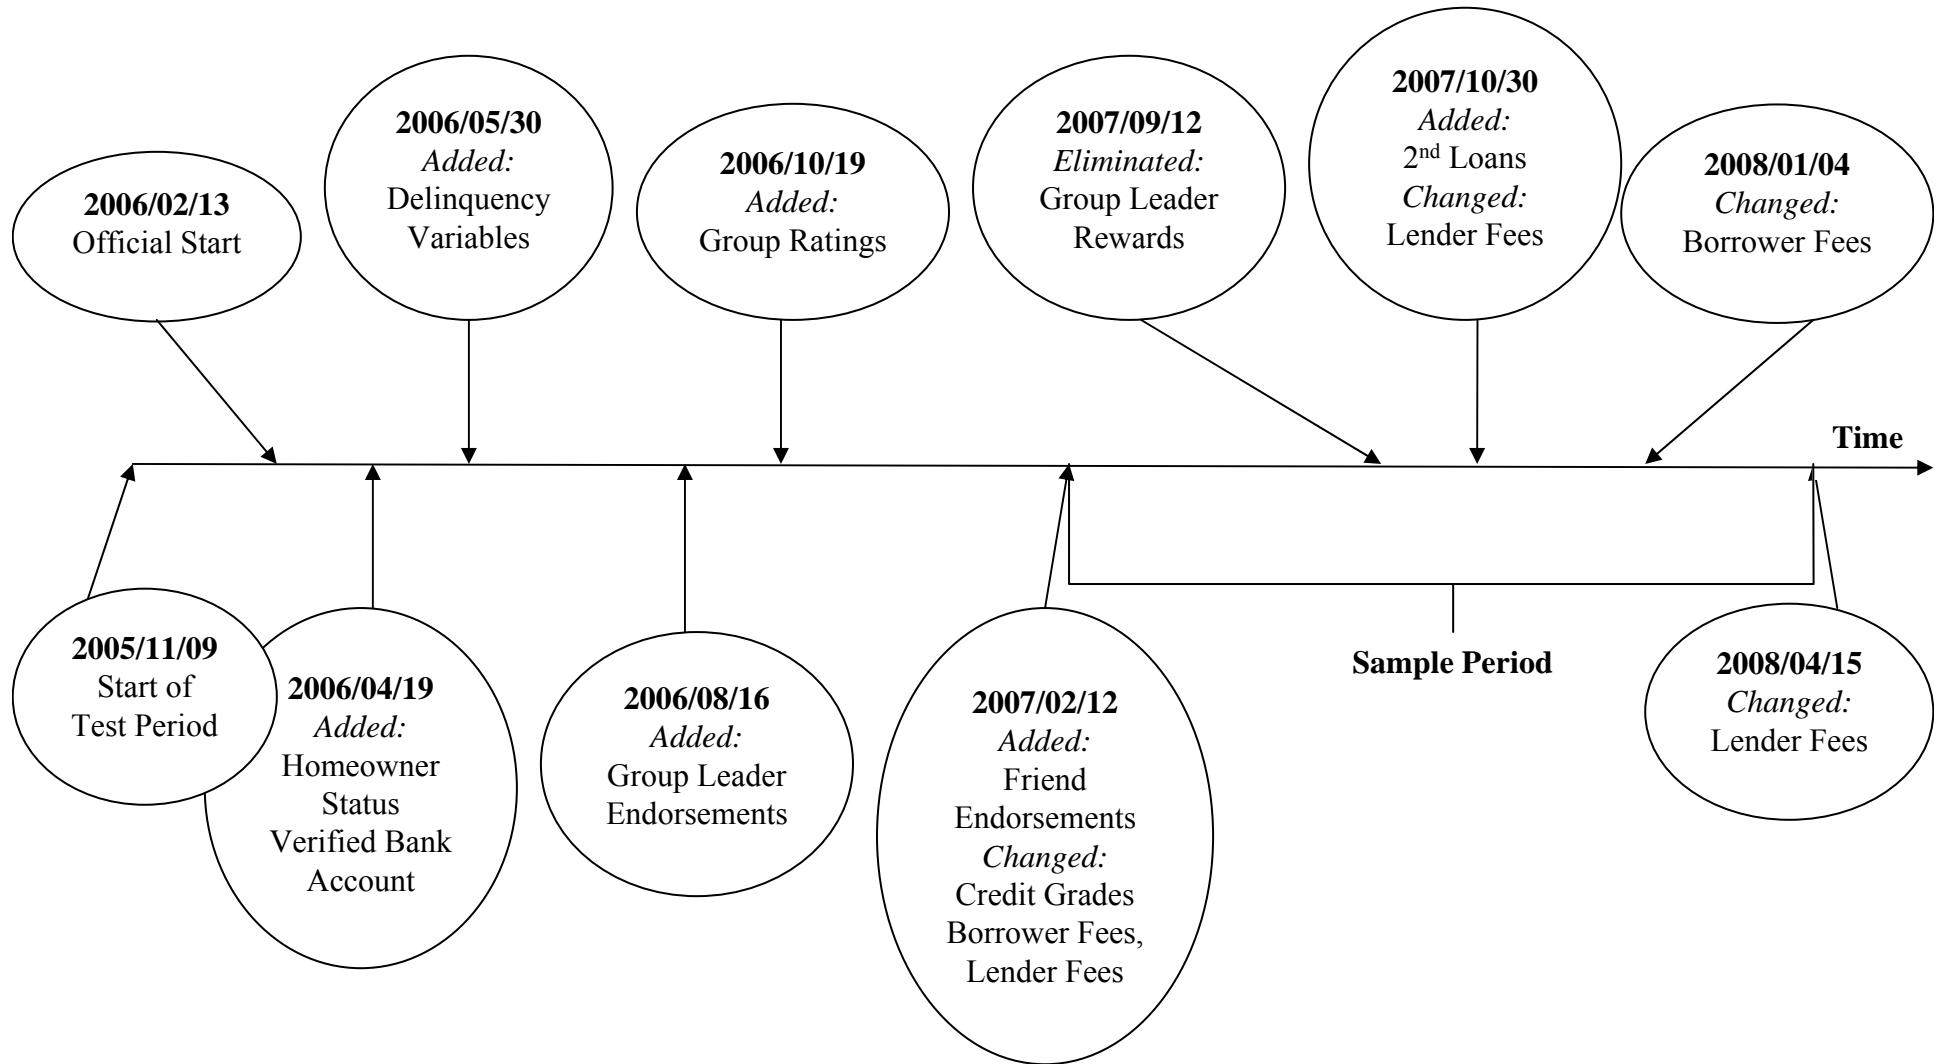 2006/02/13
Official Start
2006/05/30
Added:
Delinquency
Variables
2006/10/19
Added:
Group Ratings
2007/09/12
Eliminated:
Group Leader
Rewards
2007/10/30
Added:
2nd Loans
Changed:
Lender Fees
2008/01/04
Changed:
Borrower Fees
Time
2005/11/09
Start of
Test Period
2006/04/19
Added:
Homeowner
Status
Verified Bank
Account
2006/08/16
Added:
Group Leader
Endorsements
2007/02/12
Added:
Friend
Endorsements
Changed:
Credit Grades
Borrower Fees,
Lender Fees
Sample Period
2008/04/15
Changed:
Lender Fees